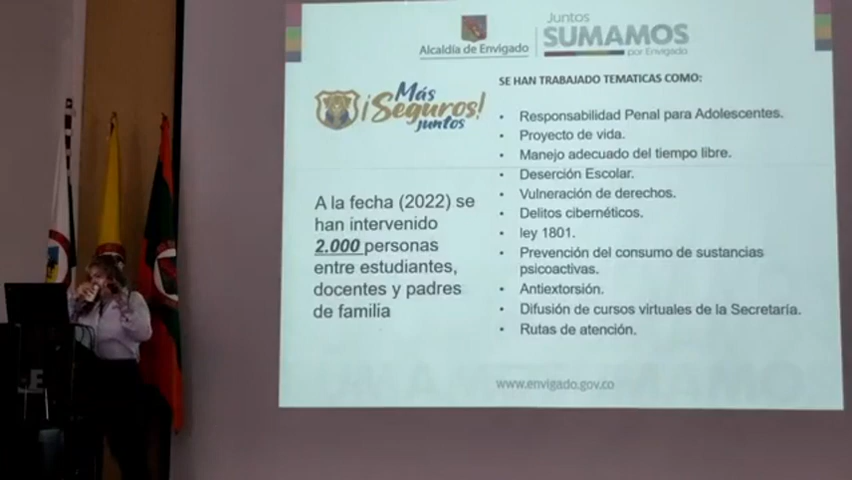 Alcaldía de Envigado
Juntos
SUMAMOS
por Envigado
Más
¡Seguros!
juntos
A la fecha (2022) se
han intervenido
2.000 personas
entre estudiantes,
docentes y padres
de familia
SE HAN TRABAJADO TEMATICAS COMO:
• Responsabilidad Penal para Adolescentes.
• Proyecto de vida.
• Manejo adecuado del tiempo libre.
• Deserción Escolar.
• Vulneración de derechos.
• Delitos cibernéticos.
• ley 1801.
• Prevención del consumo de sustancias
psicoactivas.
• Antiextorsión.
• Difusión de cursos virtuales de la Secretaría.
• Rutas de atención.
www.envigado.gov.co